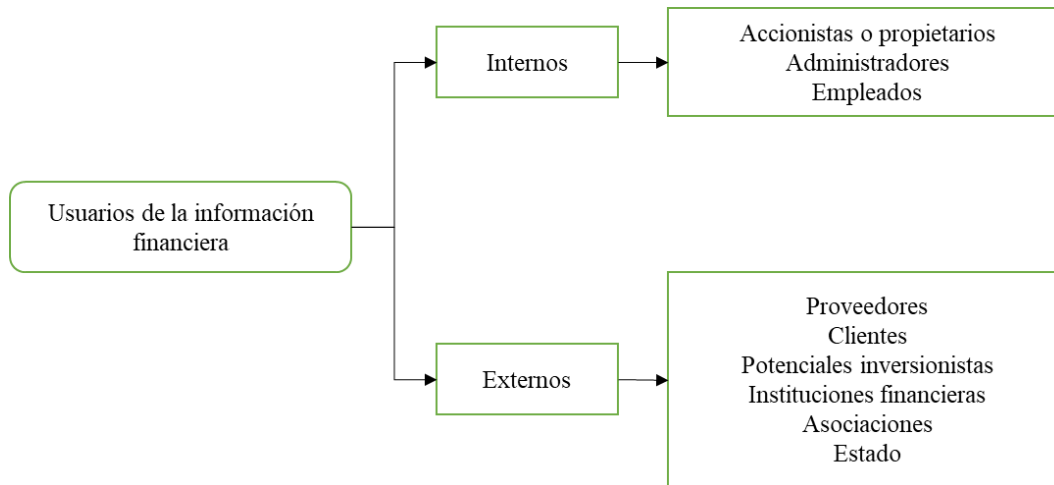 Usuarios de la información
financiera
Internos
Accionistas o propietarios
Administradores
Empleados
Externos
Proveedores
Clientes
Potenciales inversionistas
Instituciones financieras
Asociaciones
Estado